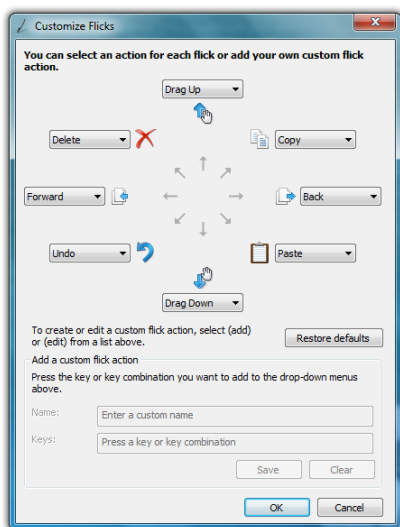 Customize Flicks
You can select an action for each flick or add your own custom flick
action.
Drag Up
Delete
Copy
Forward
Back
Undo
Paste
Drag Down
To create or edit a custom flick action, select (add)
or (edit) from a list above.
Restore defaults
Add a custom flick action
Press the key or key combination you want to add to the drop-down menus
above.
Name:
Enter a custom name
Keys:
Press a key or key combination
Save
Clear
OK
Cancel